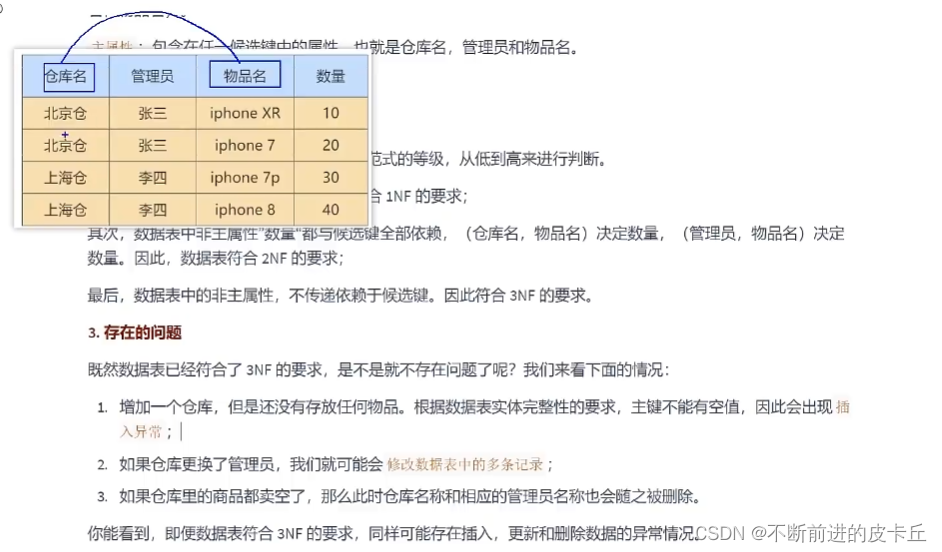 主属性：包含在任一候选键中的属性，也就是仓库名，管理员和物品名。
仓库名 管理员 物品名 数量
北京仓 张三 iphone XR 10
北京仓 张三 iphone 7 20
上海仓 李四 iphone 7p 30
上海仓 李四 iphone 8 40
范式的等级，从低到高来进行判断。
合 1NF 的要求；
其次，数据表中非主属性"数量"都与候选键全部依赖，（仓库名，物品名）决定数量，（管理员，物品名）决定
数量。因此，数据表符合 2NF 的要求；
最后，数据表中的非主属性，不传递依赖于候选键。因此符合 3NF 的要求。
3. 存在的问题
既然数据表已经符合了 3NF 的要求，是不是就不存在问题了呢？我们来看下面的情况：
1. 增加一个仓库，但是还没有存放任何物品。根据数据表实体完整性的要求，主键不能有空值，因此会出现 插
入异常；
2. 如果仓库更换了管理员，我们就可能会 修改数据表中的多条记录；
3. 如果仓库里的商品都卖空了，那么此时仓库名称和相应的管理员名称也会随之被删除。
你能看到，即便数据表符合 3NF 的要求，同样可能存在插入，更新和删除数据的异常情况。
CSDN @不断前进的皮卡丘